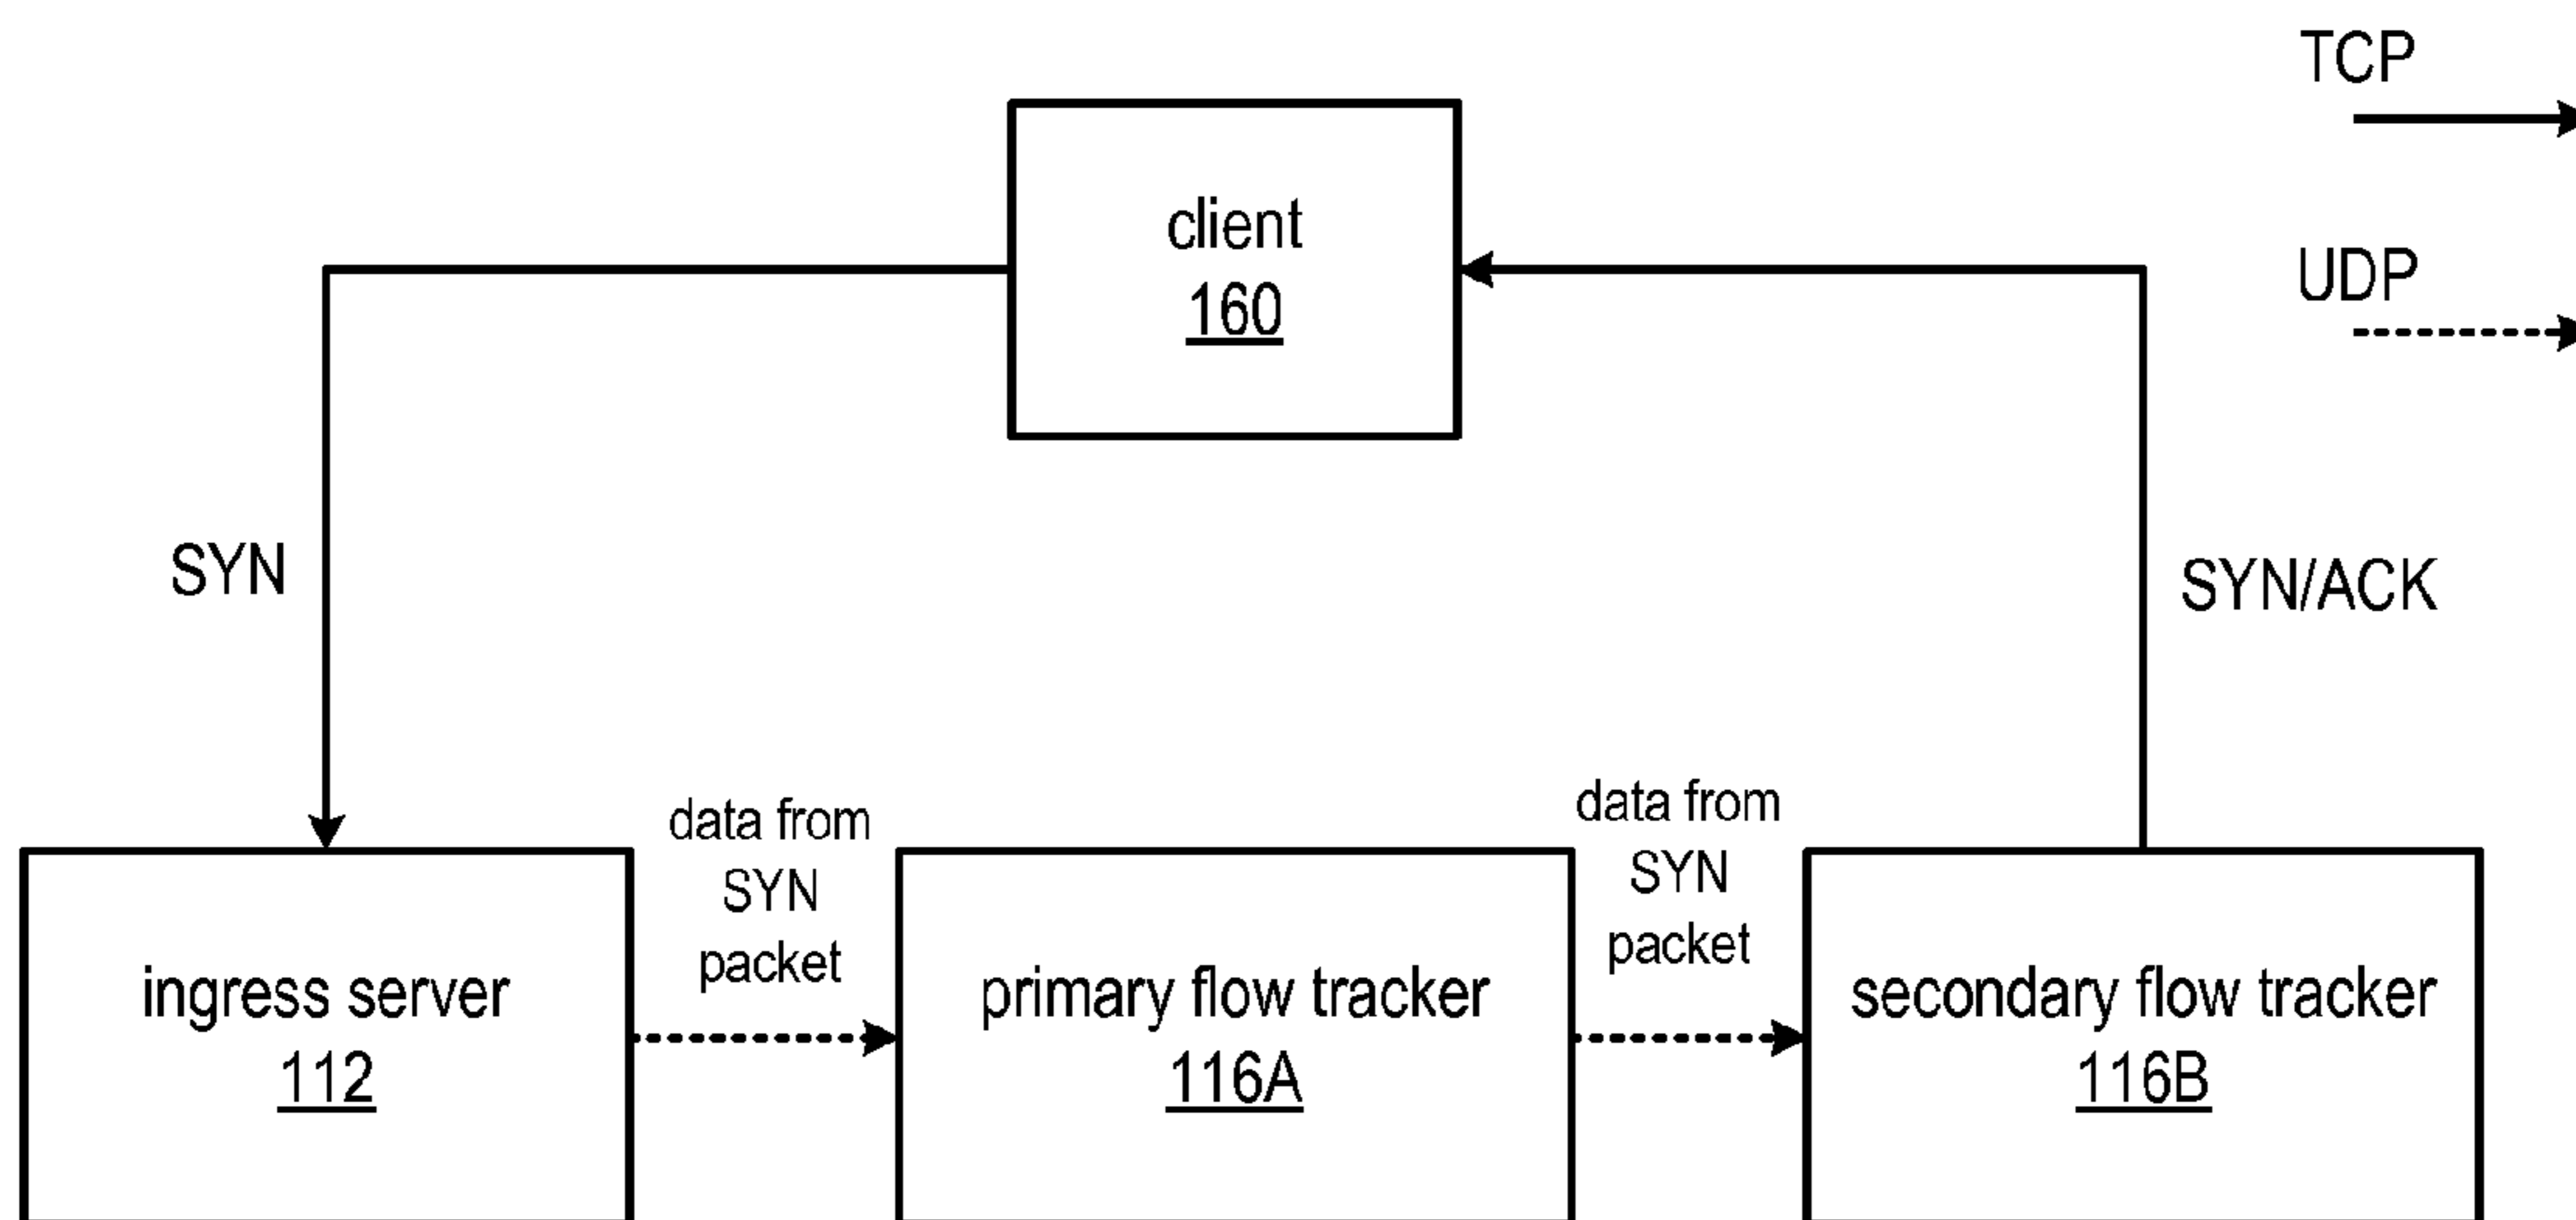 TCP
UDP
client
160
SYN
SYN/ACK
data from
SYN
packet
data from
SYN
packet
ingress server
112
primary flow tracker
116A
secondary flow tracker
116B